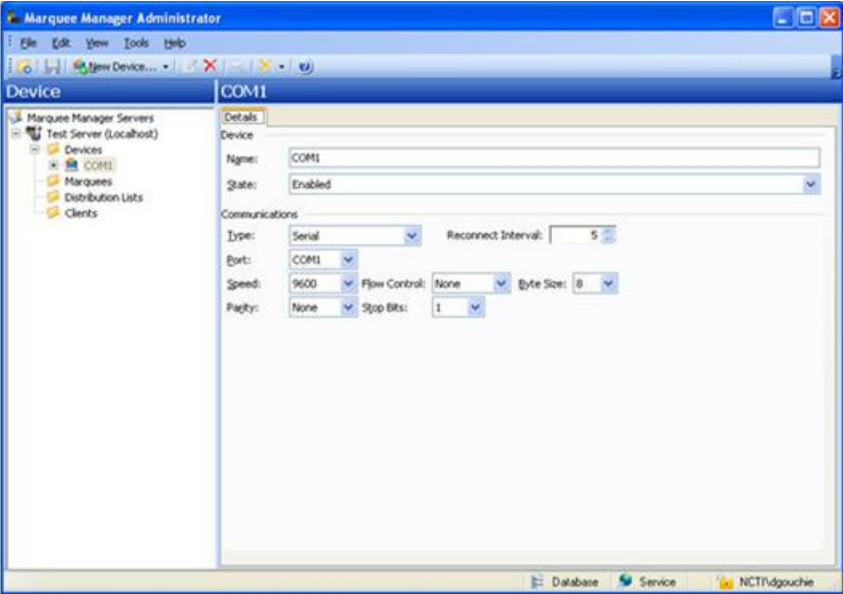 Marquee Manager Administrator
File Edit View Tools Help
New Device...
Device COM1
Marquee Manager Servers
Test Server (Localhost)
Devices
COM1
Marquees
Distribution Lists
Clients
Details
Device
Name: COM1
State: Enabled
Communications
Type: Serial Reconnect Interval: 5
Port: COM1
Speed: 9600 Flow Control: None Byte Size: 8
Parity: None Stop Bits: 1
Database Service NCTI\dgouchie